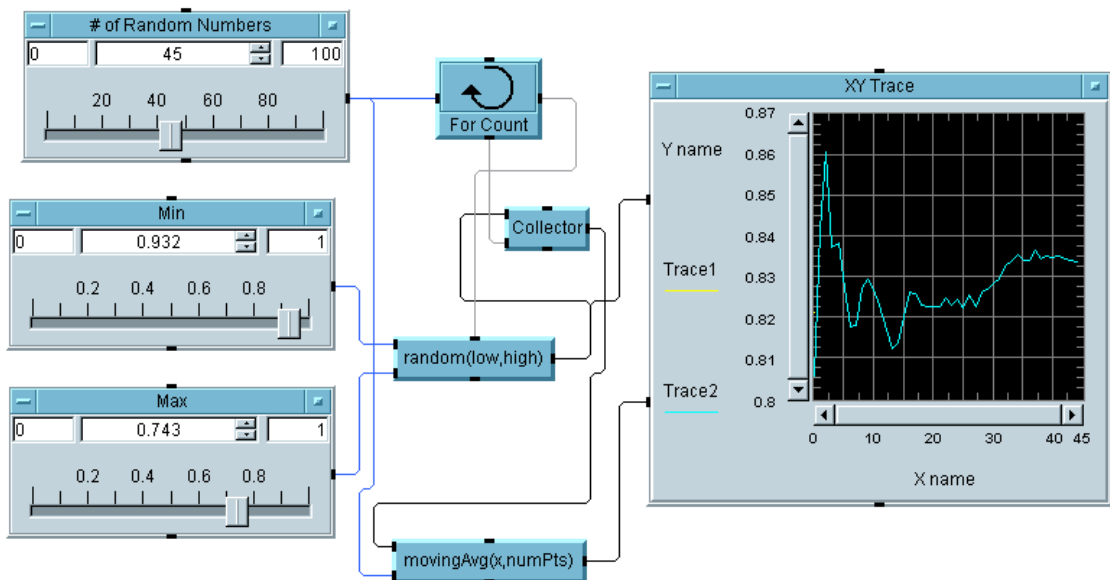 # of Random Numbers
0 45 100
20 40 60 80
For Count
Min
0 0.932 1
0.2 0.4 0.6 0.8
Collector
random(low,high)
Max
0 0.743 1
0.2 0.4 0.6 0.8
movingAvg(x,numPts)
XY Trace
Y name
Trace1
Trace2
0.87
0.86
0.85
0.84
0.83
0.82
0.81
0.8
0 10 20 30 40 45
X name